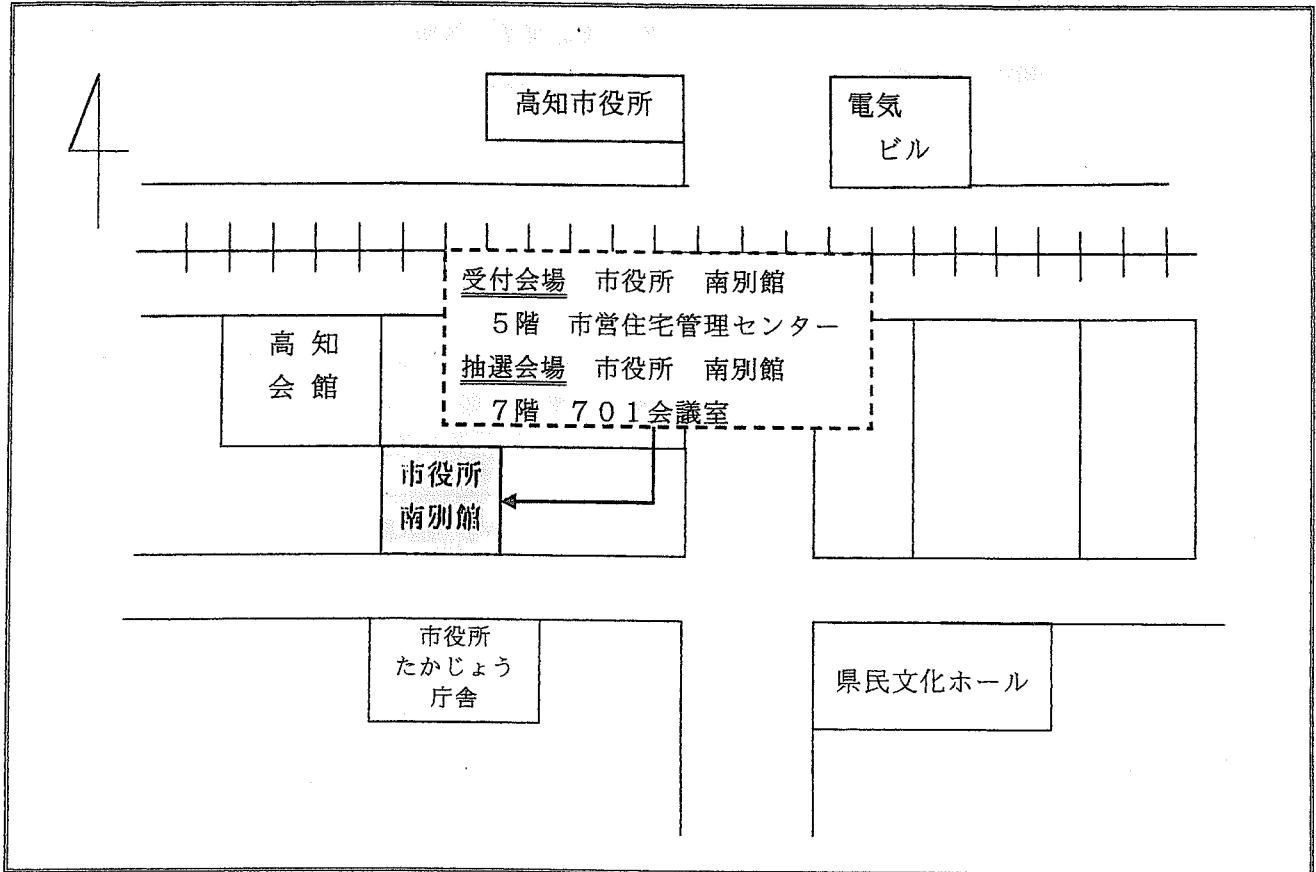 高知市役所
電気
ビル
受付会場　市役所　南別館
５階　市営住宅管理センター
抽選会場　市役所　南別館
７階　７０１会議室
高知
会館
市役所
南別館
市役所
たかじょう
庁舎
県民文化ホール